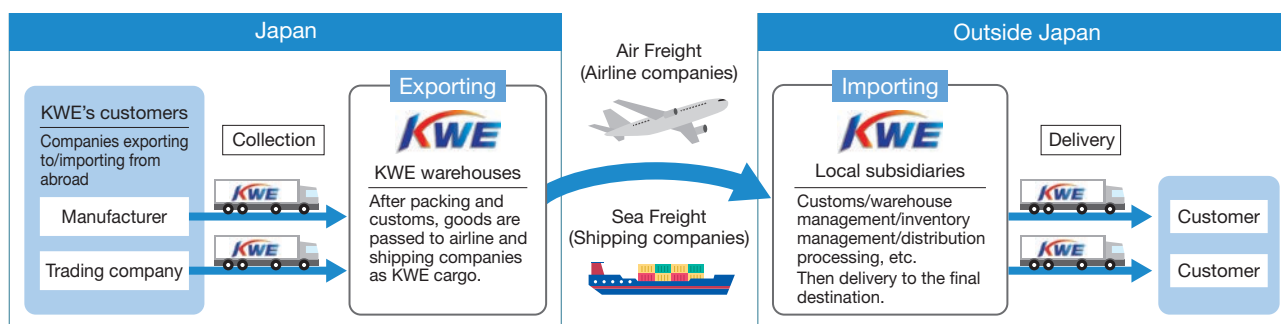 Japan
KWE's customers
Companies exporting
to/importing from
abroad
Manufacturer
Trading company
Collection
KWE
KWE
Exporting
KWE
KWE warehouses
After packing and
customs, goods are
passed to airline and
shipping companies
as KWE cargo.
Air Freight
(Airline companies)
Sea Freight
(Shipping companies)
Outside Japan
Importing
KWE
Local subsidiaries
Customs/warehouse
management/inventory
management/distribution
processing, etc.
Then delivery to the final
destination.
Delivery
KWE
KWE
Customer
Customer